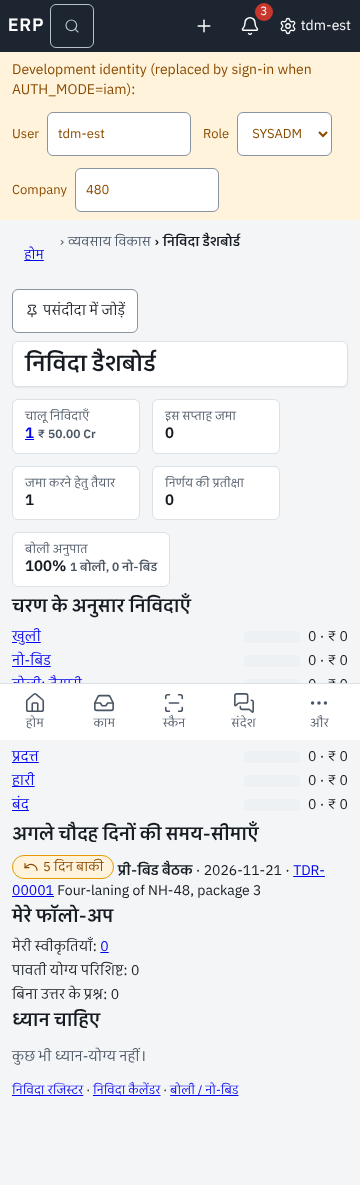 ERP
3
tdm-est
Development identity (replaced by sign-in when
AUTH_MODE=iam):
User tdm-est Role SYSADM
Company 480
होम › व्यवसाय विकास › निविदा डैशबोर्ड
पसंदीदा में जोड़ें
निविदा डैशबोर्ड
चालू निविदाएँ
1 ₹ 50.00 Cr
इस सप्ताह जमा
0
जमा करने हेतु तैयार
1
निर्णय की प्रतीक्षा
0
बोली अनुपात
100% 1 बोली, 0 नो-बिड
चरण के अनुसार निविदाएँ
खुली 0 · ₹ 0
नो-बिड 0 · ₹ 0
होम
काम
स्कैन
संदेश
और
प्रदत्त 0 · ₹ 0
हारी 0 · ₹ 0
बंद 0 · ₹ 0
अगले चौदह दिनों की समय-सीमाएँ
5 दिन बाकी प्री-बिड बैठक · 2026-11-21 · TDR-
00001 Four-laning of NH-48, package 3
मेरे फॉलो-अप
मेरी स्वीकृतियाँ: 0
पावती योग्य परिशिष्ट: 0
बिना उत्तर के प्रश्न: 0
ध्यान चाहिए
कुछ भी ध्यान-योग्य नहीं।
निविदा रजिस्टर · निविदा कैलेंडर · बोली / नो-बिड